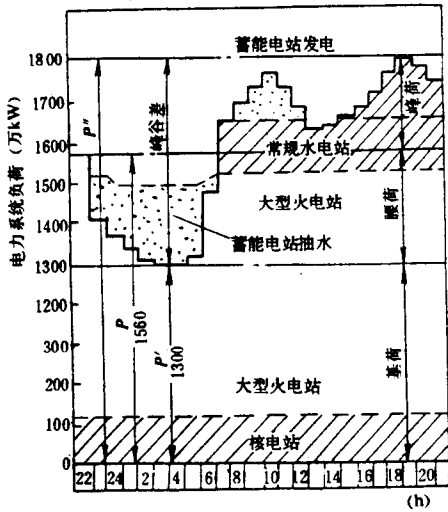 蓄能电站发电
1800
1700
1600
1500
1400
1300
300
200
100
0
电力系统负荷 (万kW)
P″
峰谷差
峰荷
常规水电站
大型火电站
腰荷
蓄能电站抽水
P
1560
P′
1300
基荷
大型火电站
核电站
22 24 2 4 6 8 10 12 14 16 18 20
(h)